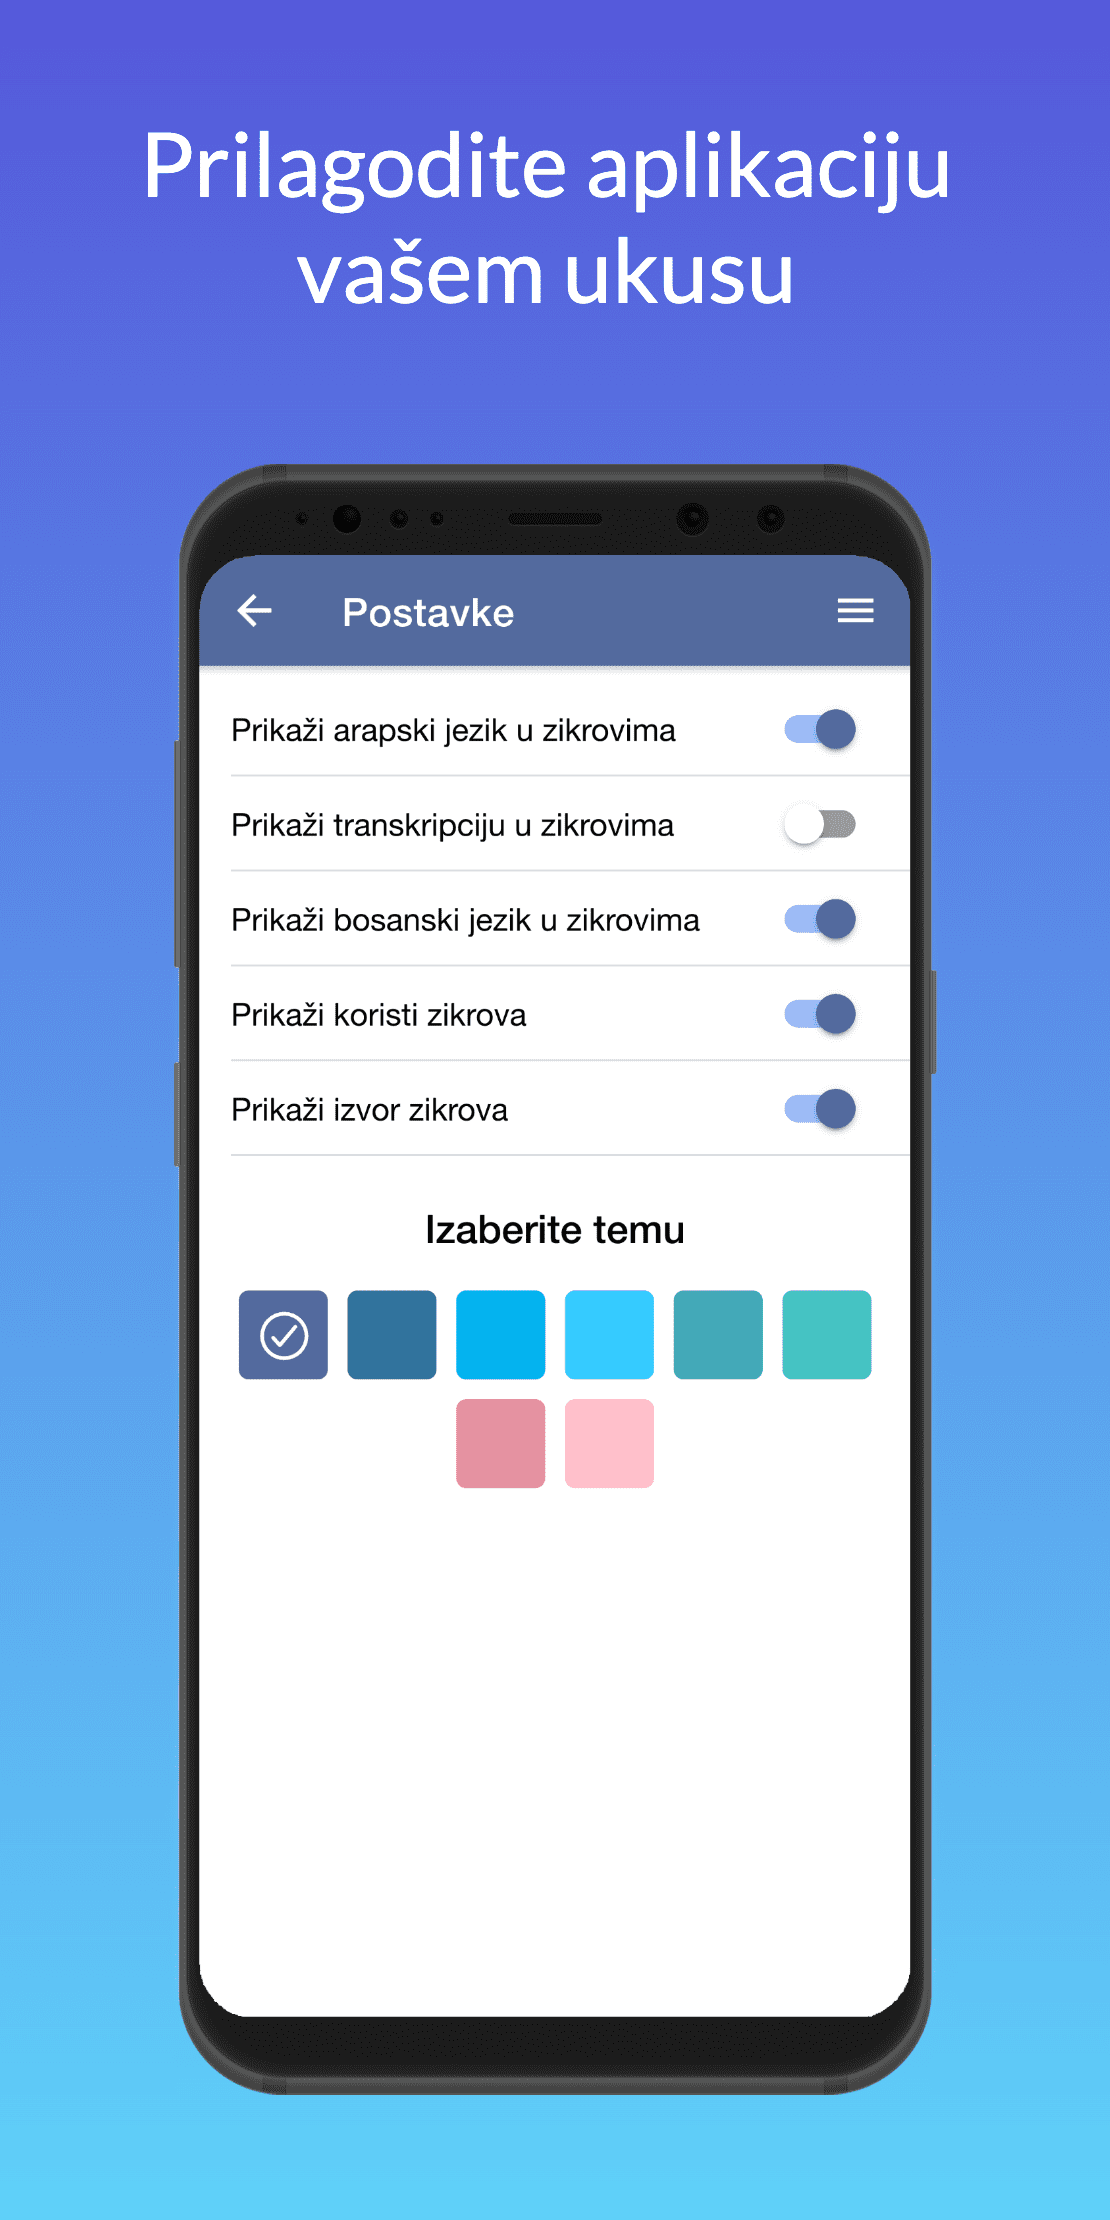 Prilagodite aplikaciju
vašem ukusu
Postavke
Prikaži arapski jezik u zikrovima
Prikaži transkripciju u zikrovima
Prikaži bosanski jezik u zikrovima
Prikaži koristi zikrova
Prikaži izvor zikrova
Izaberite temu